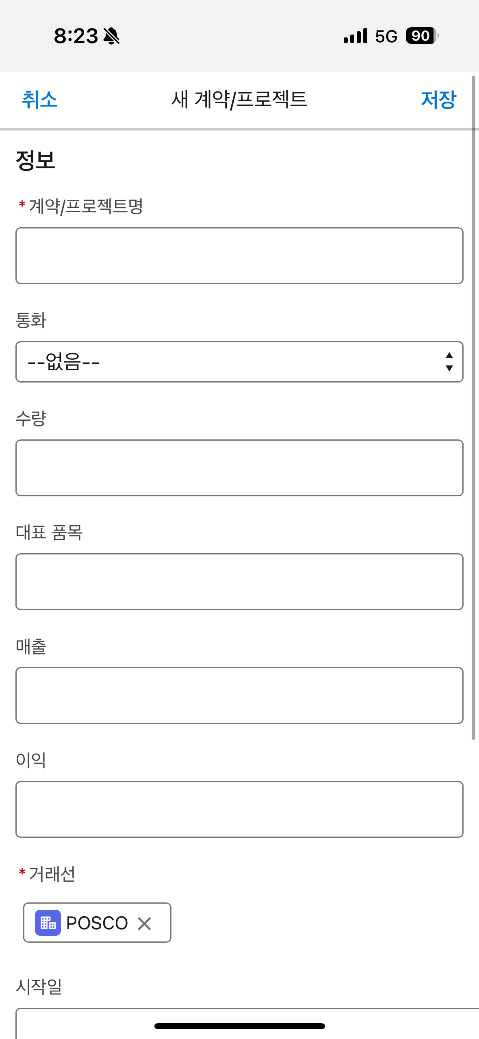 8:23 5G 90
취소 새 계약/프로젝트 저장
정보
* 계약/프로젝트명
통화
--없음--
수량
대표 품목
매출
이익
* 거래선
POSCO
시작일